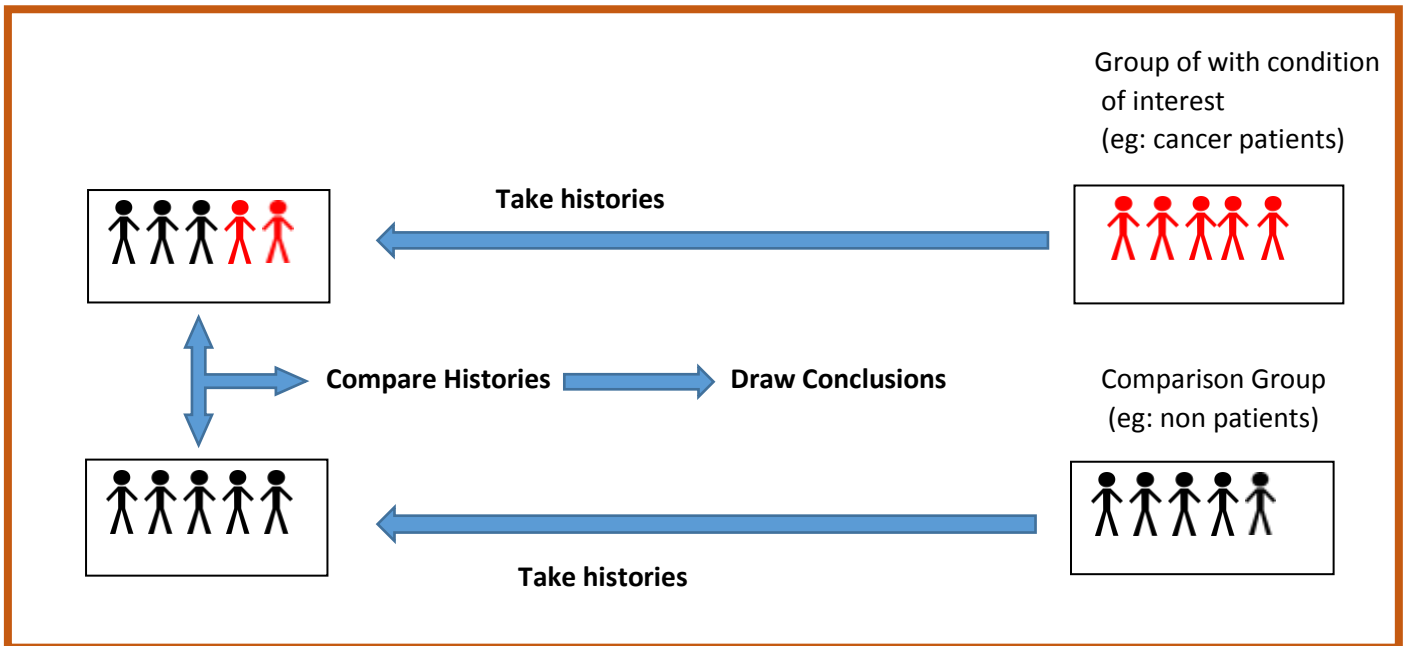 Group of with condition
of interest
(eg: cancer patients)
Take histories
Compare Histories
Draw Conclusions
Comparison Group
(eg: non patients)
Take histories